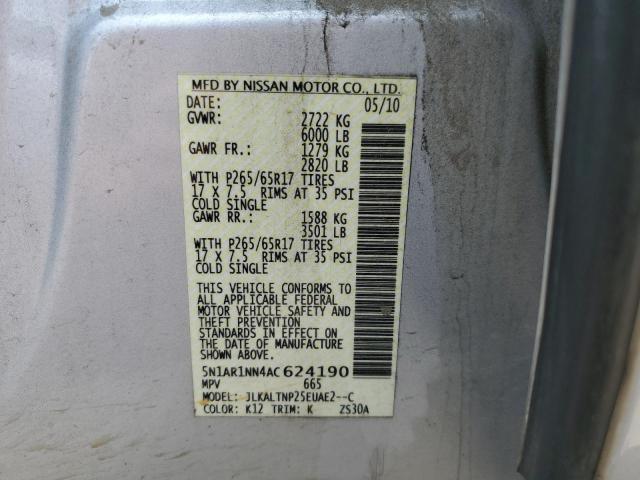 MFD BY NISSAN MOTOR CO., LTD.
DATE: 05/10
GVWR: 2722 KG
6000 LB
GAWR FR.: 1279 KG
2820 LB
WITH P265/65R17 TIRES
17 X 7.5 RIMS AT 35 PSI
COLD SINGLE
GAWR RR.: 1588 KG
3501 LB
WITH P265/65R17 TIRES
17 X 7.5 RIMS AT 35 PSI
COLD SINGLE
THIS VEHICLE CONFORMS TO
ALL APPLICABLE FEDERAL
MOTOR VEHICLE SAFETY AND
THEFT PREVENTION
STANDARDS IN EFFECT ON
THE DATE OF MANUFACTURE
SHOWN ABOVE.
5N1AR1NN4AC624190
MPV 665
MODEL: JLKALTNP25EUAE2--C
COLOR: K12 TRIM: K ZS30A